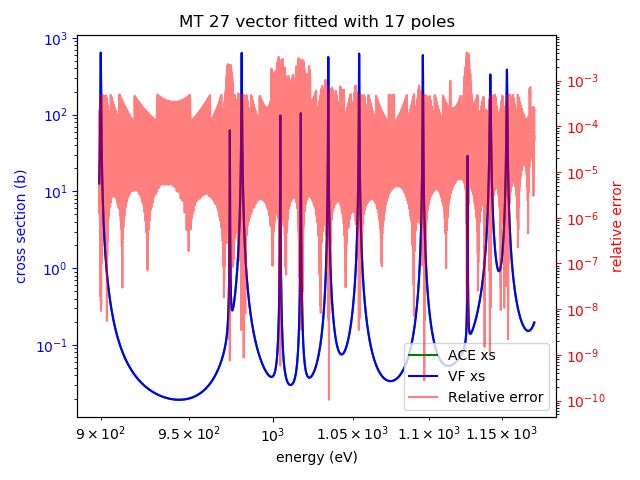 MT 27 vector fitted with 17 poles
cross section (b)
10³
10²
10¹
10⁰
10⁻¹
10⁻³
10⁻⁴
10⁻⁵
10⁻⁶
10⁻⁷
10⁻⁸
10⁻⁹
10⁻¹⁰
relative error
ACE xs
VF xs
Relative error
9 × 10² 9.5 × 10² 10³ 1.05 × 10³ 1.1 × 10³ 1.15 × 10³
energy (eV)